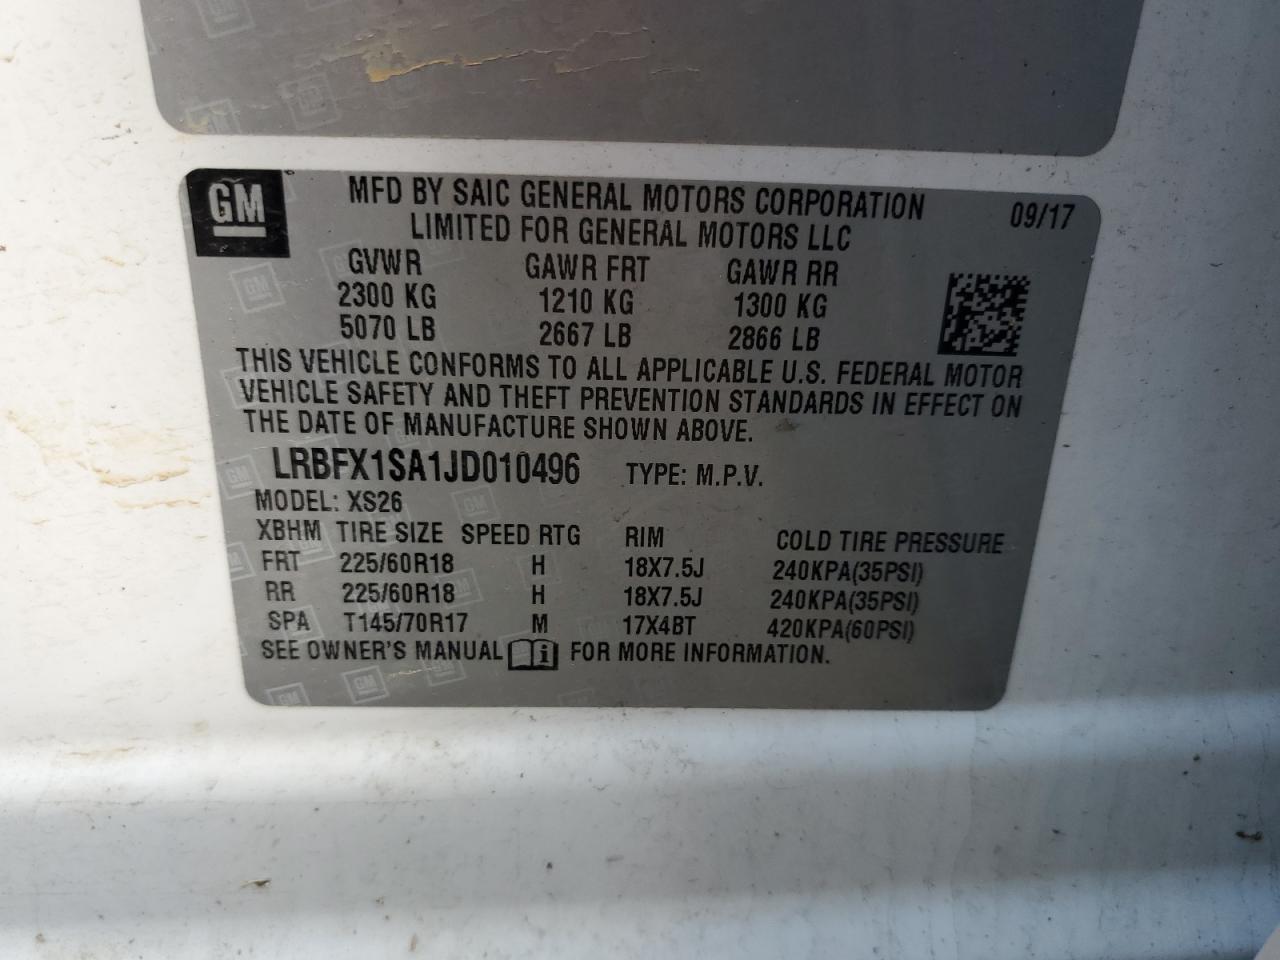 GM
MFD BY SAIC GENERAL MOTORS CORPORATION 09/17
LIMITED FOR GENERAL MOTORS LLC
GVWR GAWR FRT GAWR RR
2300 KG 1210 KG 1300 KG
5070 LB 2667 LB 2866 LB
THIS VEHICLE CONFORMS TO ALL APPLICABLE U.S. FEDERAL MOTOR
VEHICLE SAFETY AND THEFT PREVENTION STANDARDS IN EFFECT ON
THE DATE OF MANUFACTURE SHOWN ABOVE.
LRBFX1SA1JD010496 TYPE: M.P.V.
MODEL: XS26
XBHM TIRE SIZE SPEED RTG RIM COLD TIRE PRESSURE
FRT 225/60R18 H 18X7.5J 240KPA(35PSI)
RR 225/60R18 H 18X7.5J 240KPA(35PSI)
SPA T145/70R17 M 17X4BT 420KPA(60PSI)
SEE OWNER'S MANUAL i FOR MORE INFORMATION.